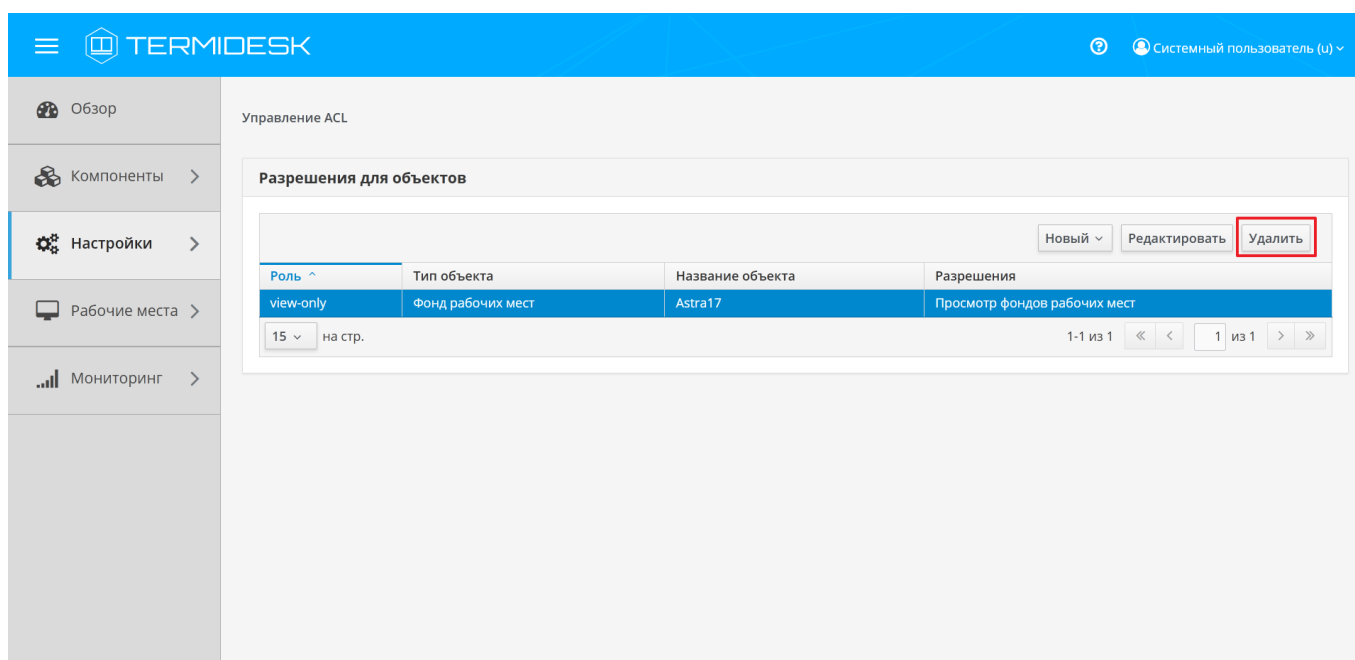 TERMIDESK
Системный пользователь (u)
Обзор
Компоненты
Настройки
Рабочие места
Мониторинг
Управление ACL
Разрешения для объектов
Новый Редактировать Удалить
Роль Тип объекта Название объекта Разрешения
view-only Фонд рабочих мест Astra17 Просмотр фондов рабочих мест
15 на стр. 1-1 из 1 « < 1 из 1 > »